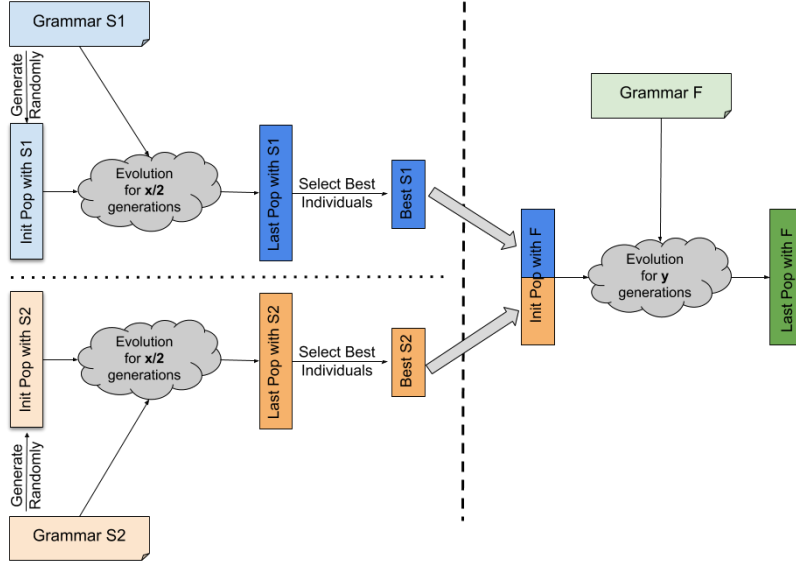 Grammar S1
Generate
Randomly
Init Pop with S1
Evolution
for x/2
generations
Last Pop with S1
Select Best
Individuals
Best S1
Grammar F
Init Pop with F
Evolution
for y
generations
Last Pop with F
Init Pop with S2
Evolution
for x/2
generations
Last Pop with S2
Select Best
Individuals
Best S2
Generate
Randomly
Grammar S2